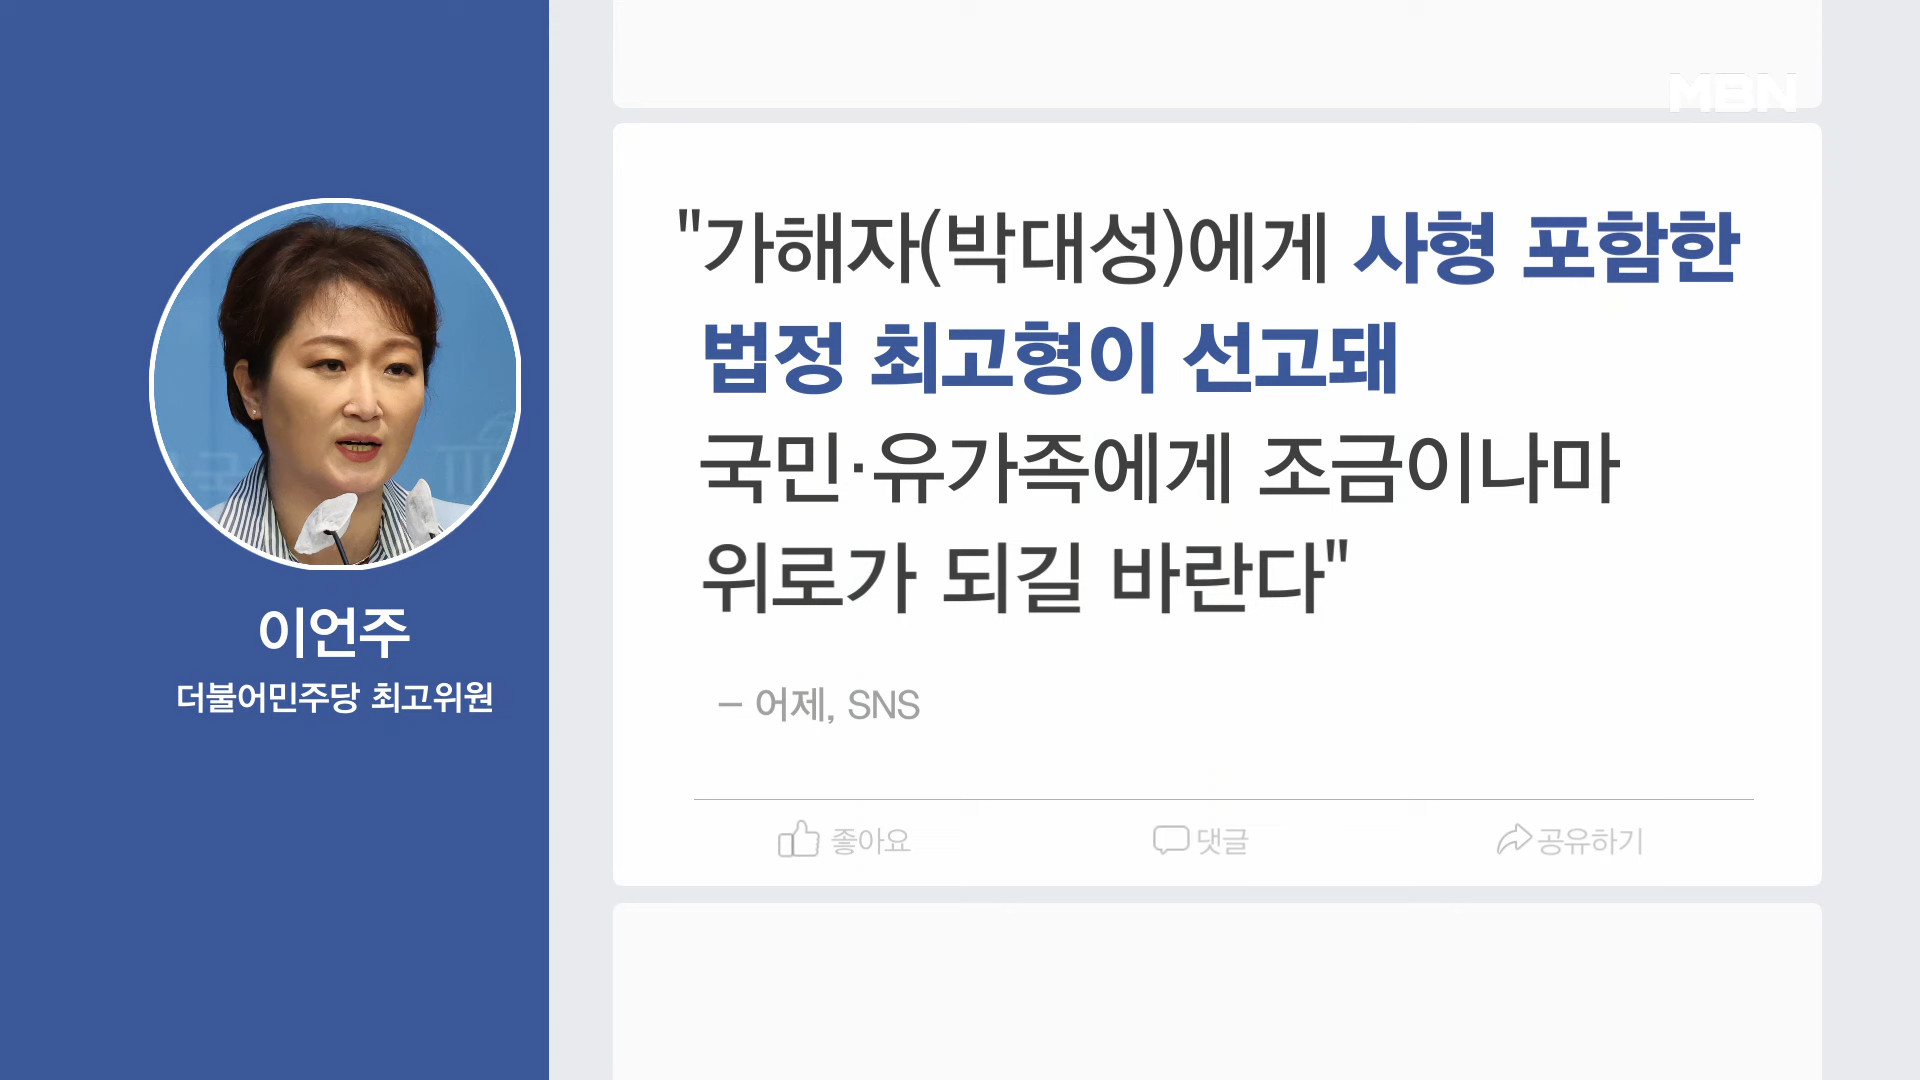 MBN
"가해자(박대성)에게 사형 포함한
법정 최고형이 선고돼
국민·유가족에게 조금이나마
위로가 되길 바란다"
– 어제, SNS
좋아요 댓글 공유하기
이언주
더불어민주당 최고위원